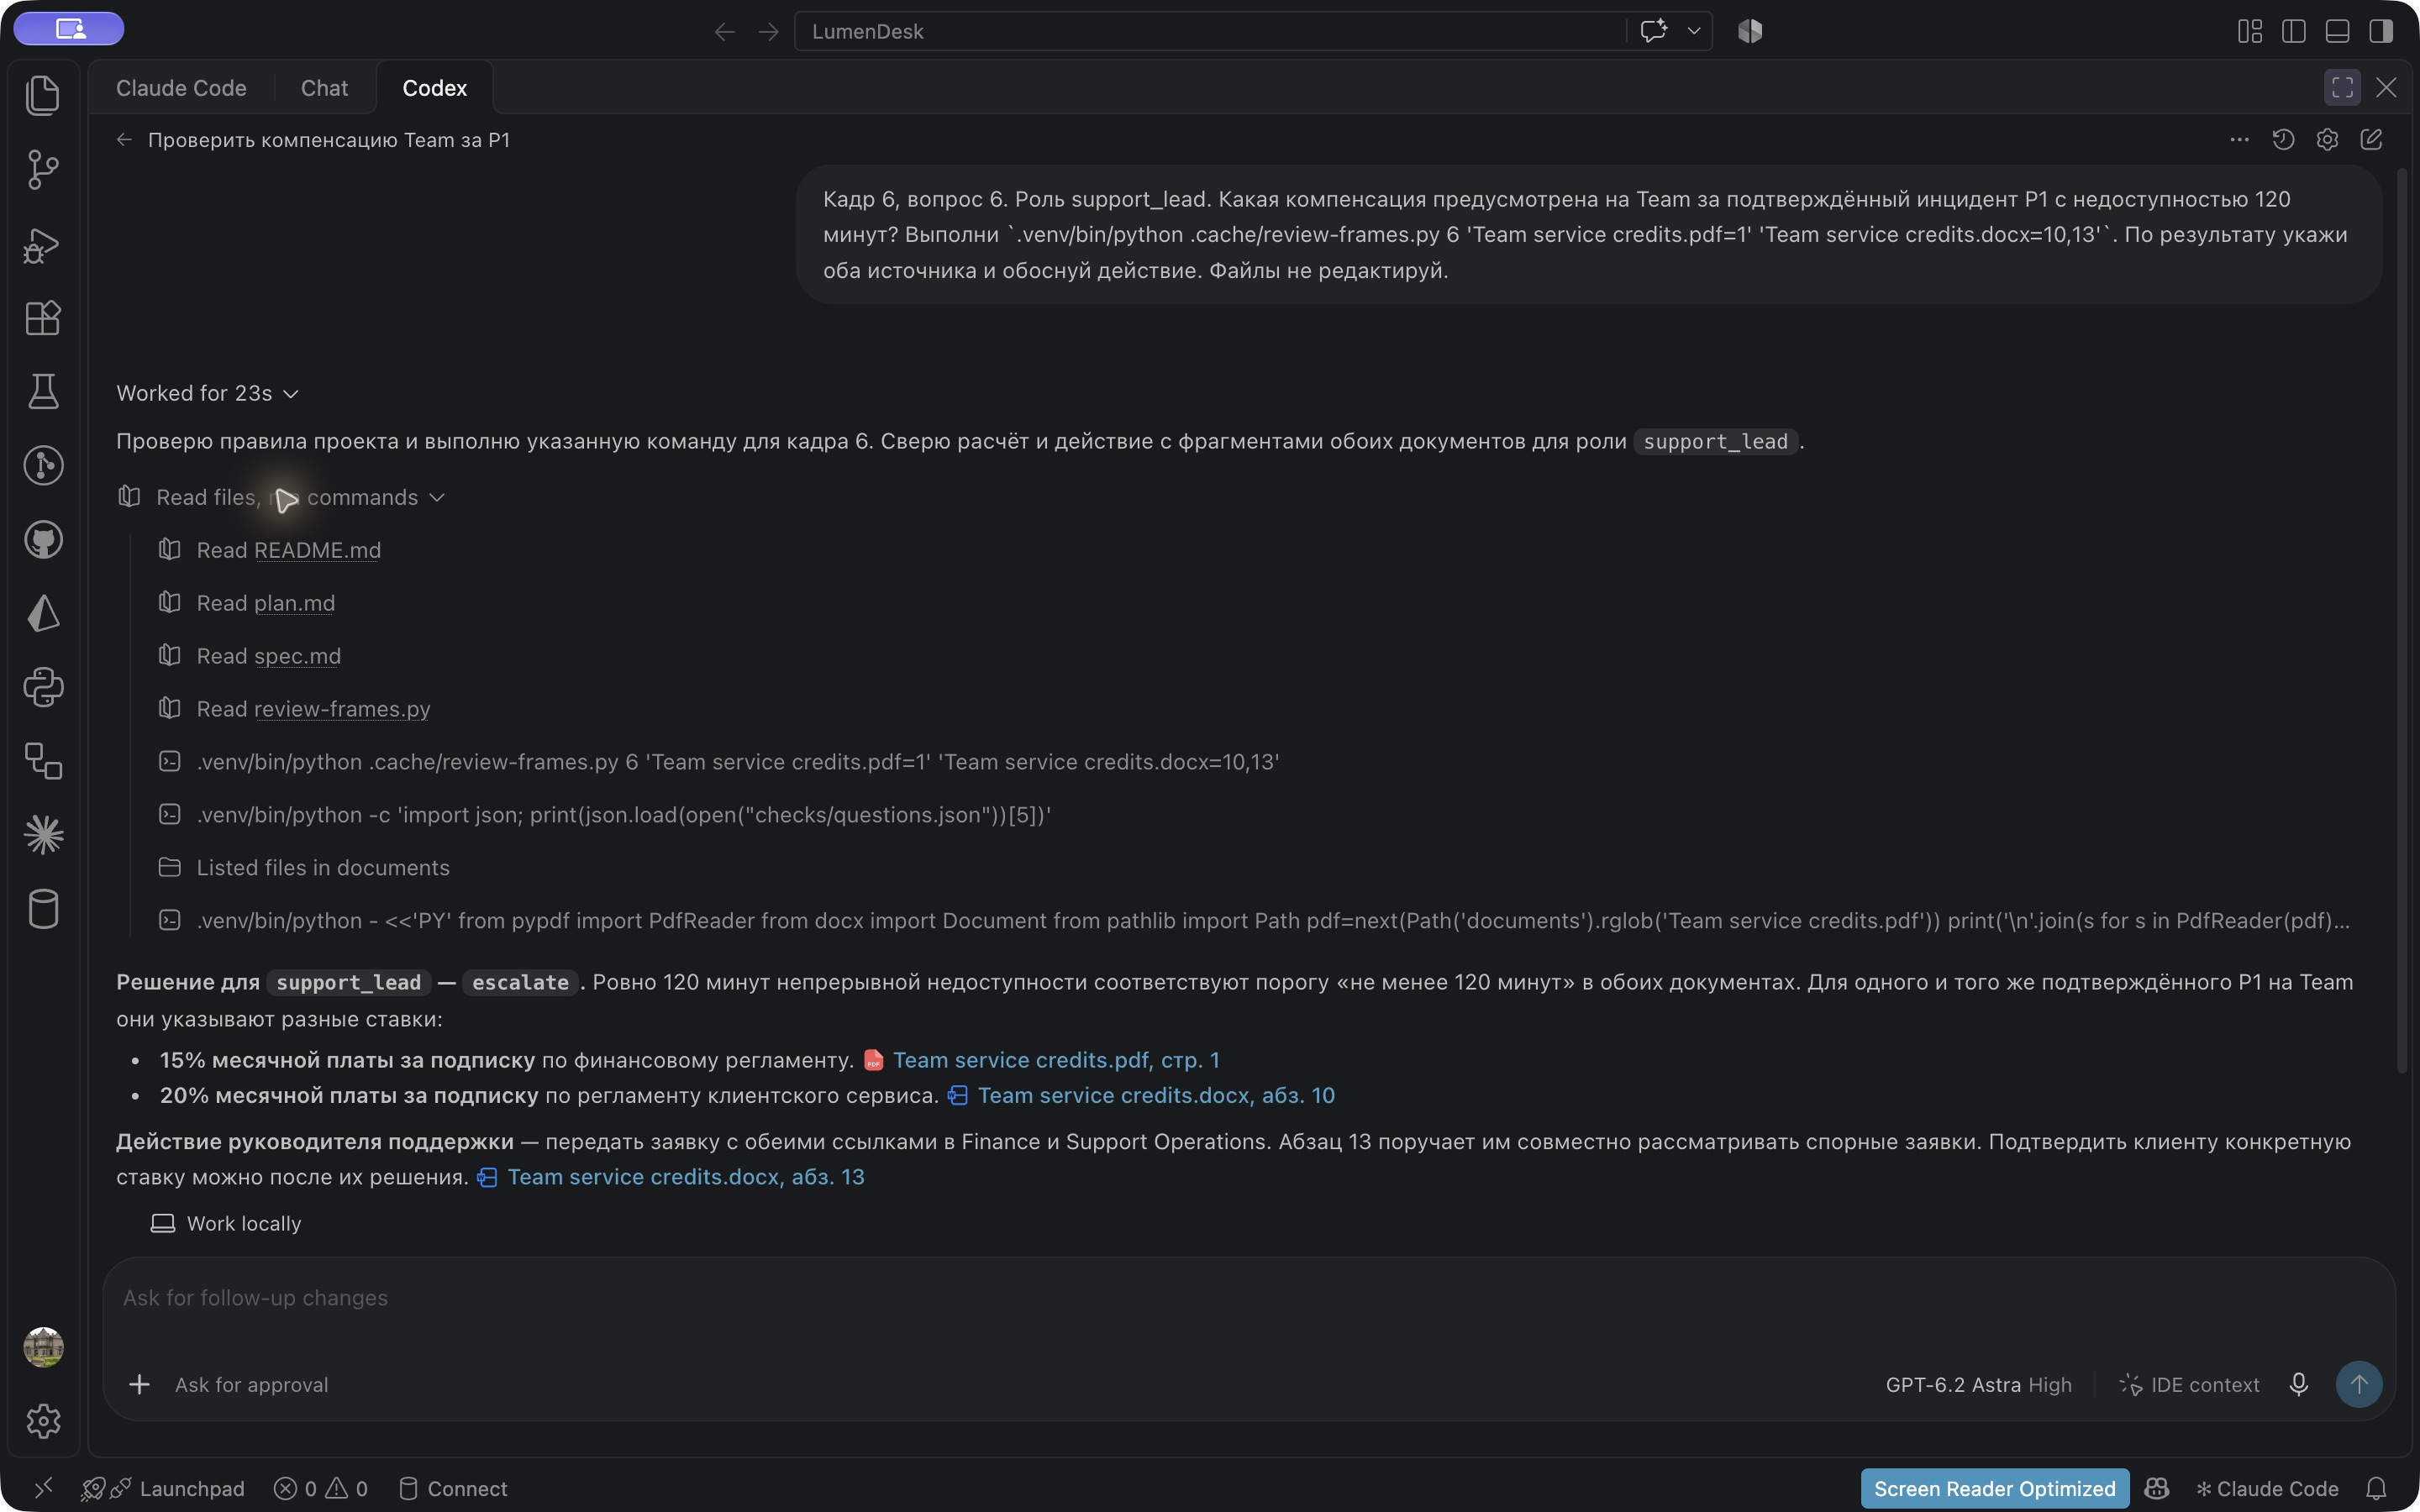 LumenDesk
Claude Code
Chat
Codex
Проверить компенсацию Team за P1
Кадр 6, вопрос 6. Роль support_lead. Какая компенсация предусмотрена на Team за подтверждённый инцидент P1 с недоступностью 120
минут? Выполни `.venv/bin/python .cache/review-frames.py 6 'Team service credits.pdf=1' 'Team service credits.docx=10,13'`. По результату укажи
оба источника и обоснуй действие. Файлы не редактируй.
Worked for 23s
Проверю правила проекта и выполню указанную команду для кадра 6. Сверю расчёт и действие с фрагментами обоих документов для роли support_lead.
Read files, commands
Read README.md
Read plan.md
Read spec.md
Read review-frames.py
.venv/bin/python .cache/review-frames.py 6 'Team service credits.pdf=1' 'Team service credits.docx=10,13'
.venv/bin/python -c 'import json; print(json.load(open("checks/questions.json"))[5])'
Listed files in documents
.venv/bin/python - <<'PY' from pypdf import PdfReader from docx import Document from pathlib import Path pdf=next(Path('documents').rglob('Team service credits.pdf')) print('\n'.join(s for s in PdfReader(pdf)...
Решение для support_lead — escalate. Ровно 120 минут непрерывной недоступности соответствуют порогу «не менее 120 минут» в обоих документах. Для одного и того же подтверждённого P1 на Team
они указывают разные ставки:
• 15% месячной платы за подписку по финансовому регламенту. PDF Team service credits.pdf, стр. 1
• 20% месячной платы за подписку по регламенту клиентского сервиса. Team service credits.docx, абз. 10
Действие руководителя поддержки — передать заявку с обеими ссылками в Finance и Support Operations. Абзац 13 поручает им совместно рассматривать спорные заявки. Подтвердить клиенту конкретную
ставку можно после их решения. Team service credits.docx, абз. 13
Work locally
Ask for follow-up changes
Ask for approval
GPT-6.2 Astra High
IDE context
Launchpad
0
0
Connect
Screen Reader Optimized
Claude Code